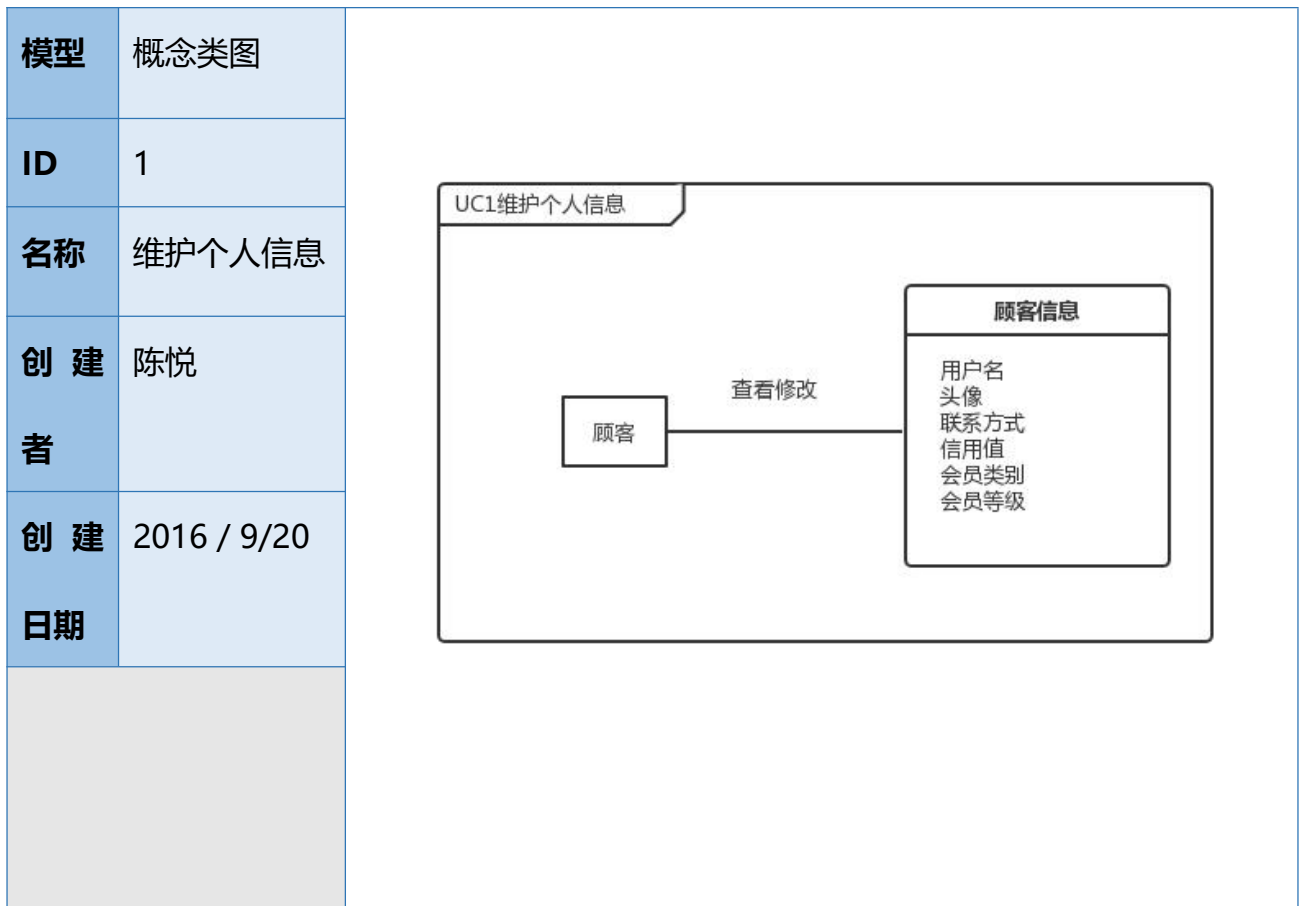 模型 概念类图
ID 1
名称 维护个人信息
创 建 陈悦
者
创 建 2016 / 9/20
日期
UC1维护个人信息
顾客信息
用户名
头像
联系方式
信用值
会员类别
会员等级
查看修改
顾客